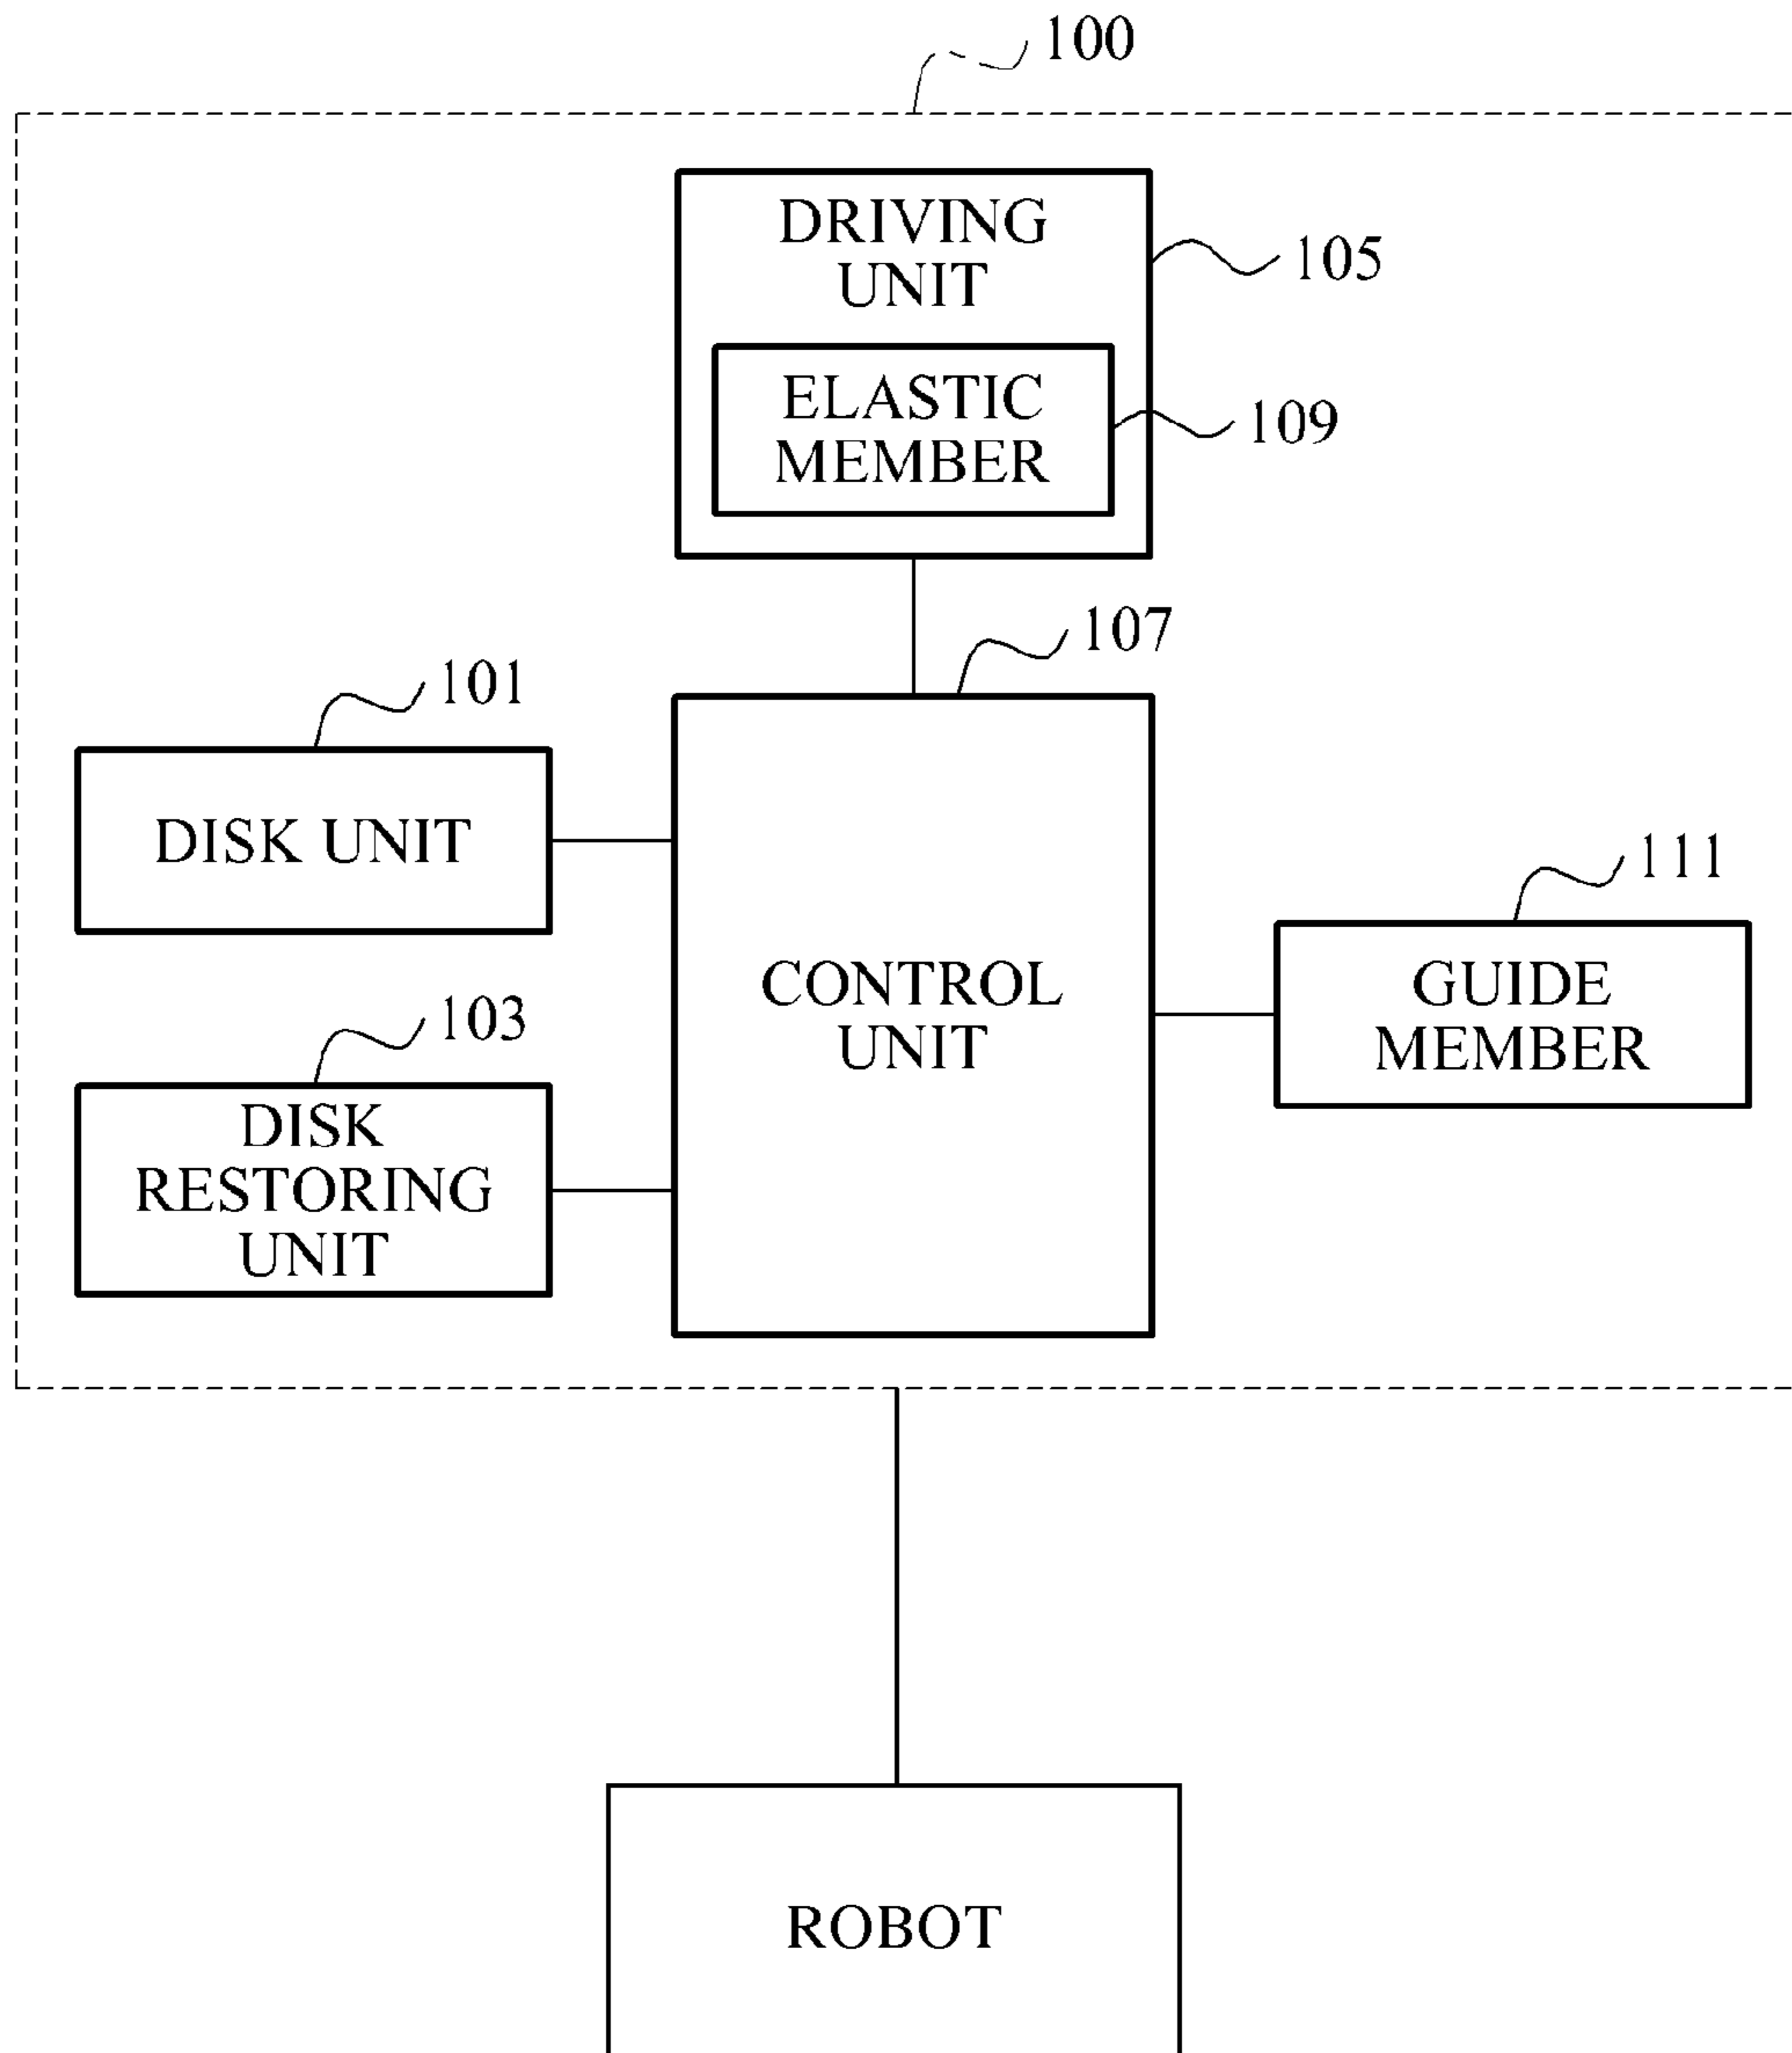 100
DRIVING
UNIT
105
ELASTIC
MEMBER
109
107
101
DISK UNIT
CONTROL
UNIT
111
GUIDE
MEMBER
103
DISK
RESTORING
UNIT
ROBOT